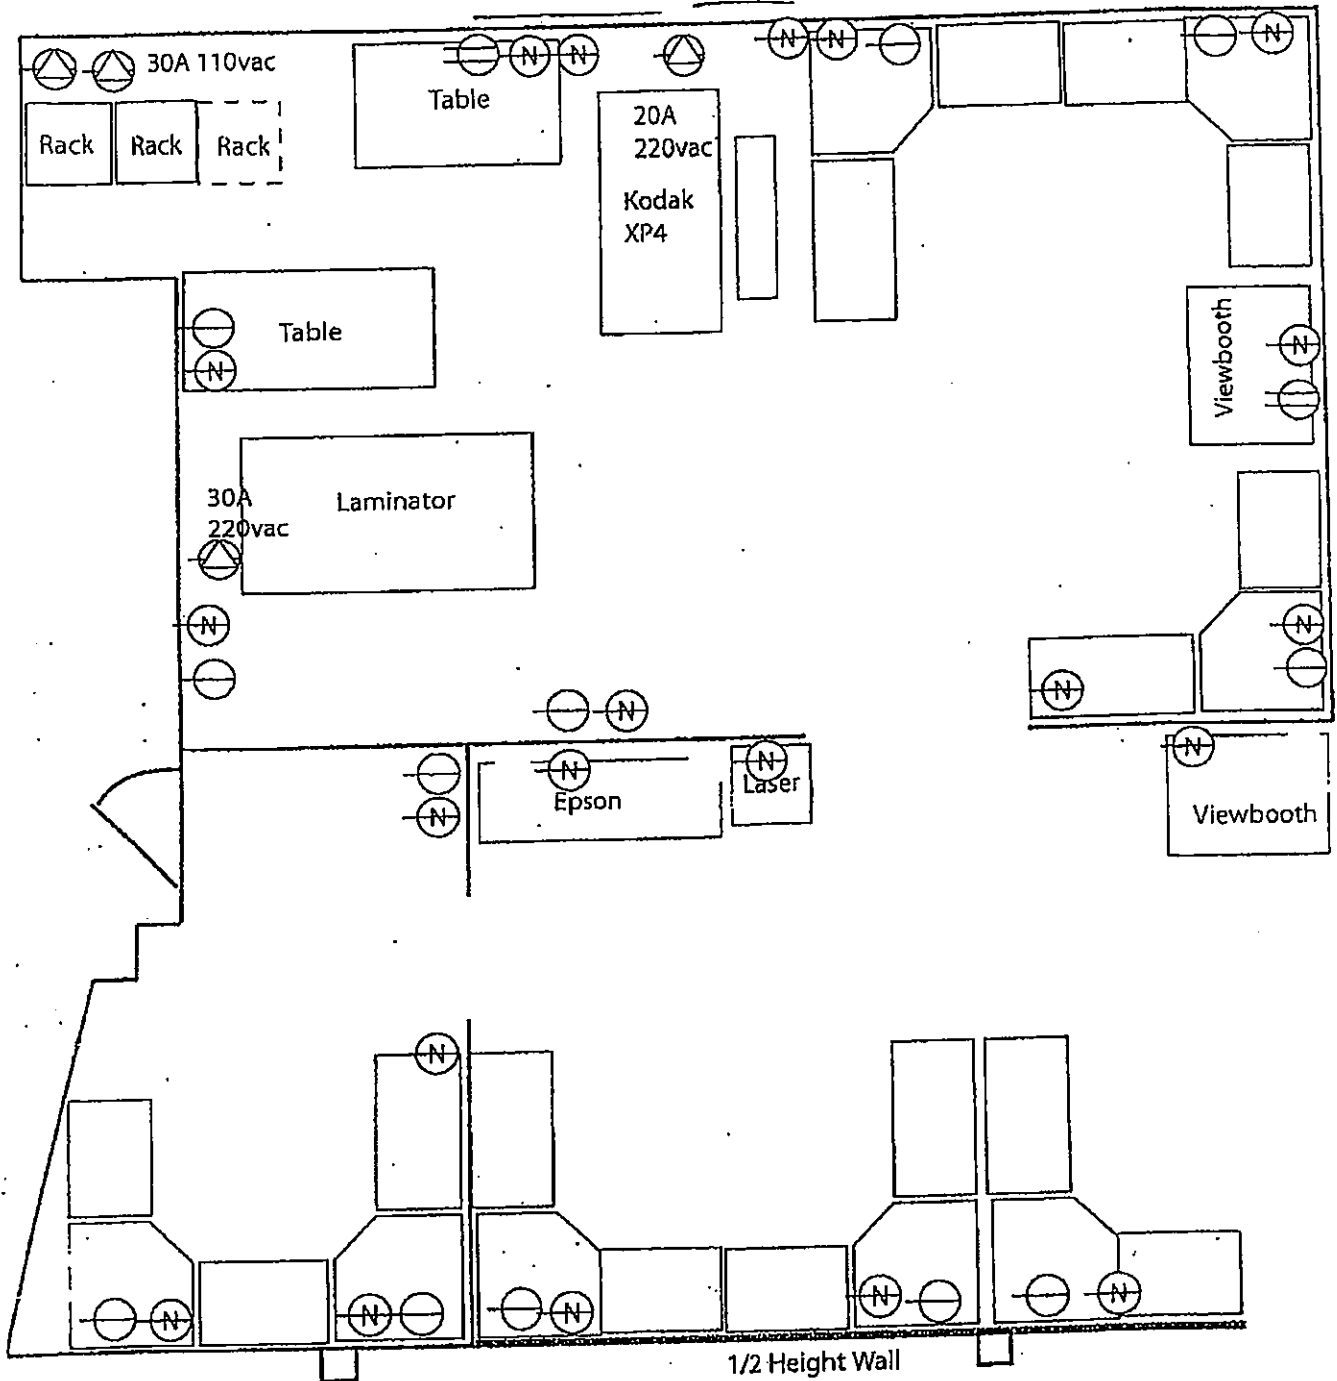 N
N
N
N
N
30A 110vac
Table
20A
220vac
Rack
Rack
Rack
Kodak
XP4
Table
N
Viewbooth
N
30A
220vac
Laminator
N
N
N
N
N
N
N
Epson
Laser
N
Viewbooth
N
N
N
N
N
N
1/2 Height Wall